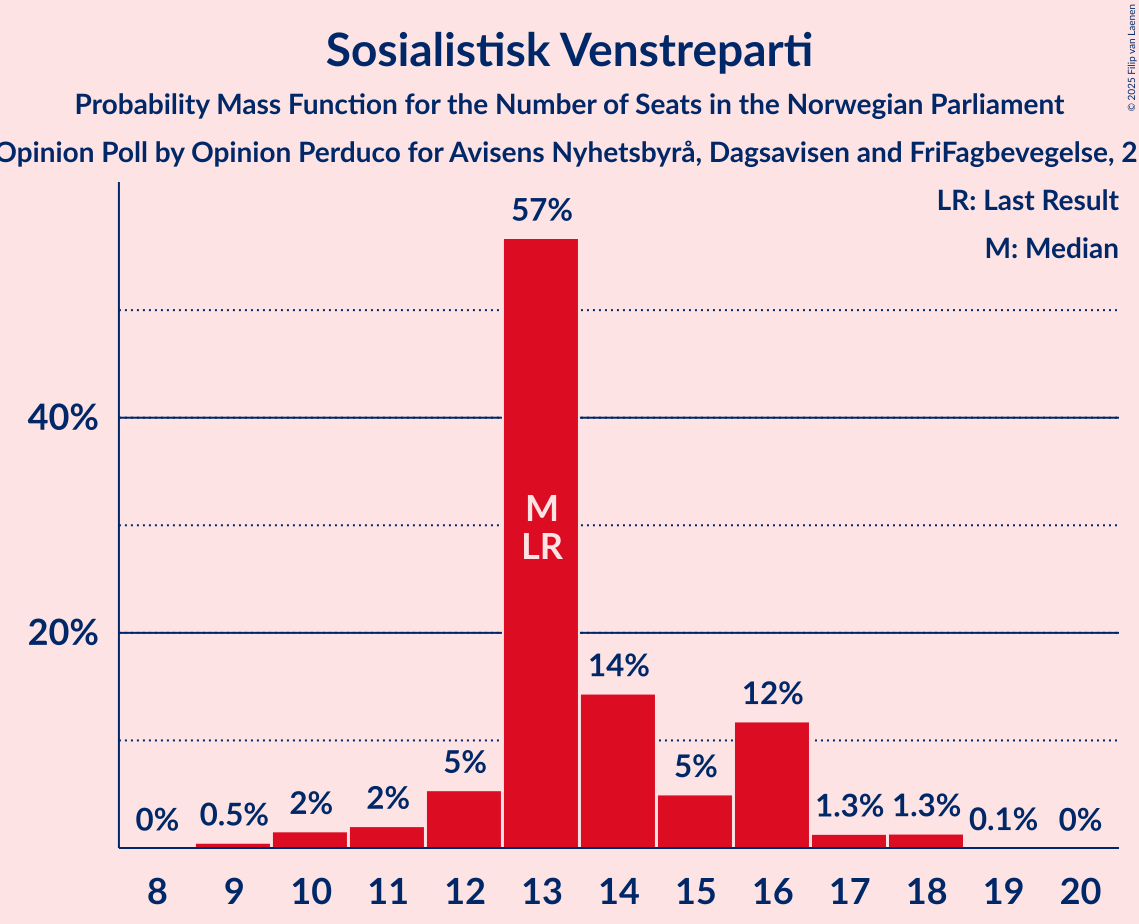 Sosialistisk Venstreparti
Probability Mass Function for the Number of Seats in the Norwegian Parliament
Opinion Poll by Opinion Perduco for Avisens Nyhetsbyrå, Dagsavisen and FriFagbevegelse, 2
© 2025 Filip van Laenen
LR: Last Result
M: Median
57%
40%
M
LR
20%
14%
12%
5%
5%
0%
0.5%
2%
2%
1.3%
1.3%
0.1%
0%
8 9 10 11 12 13 14 15 16 17 18 19 20